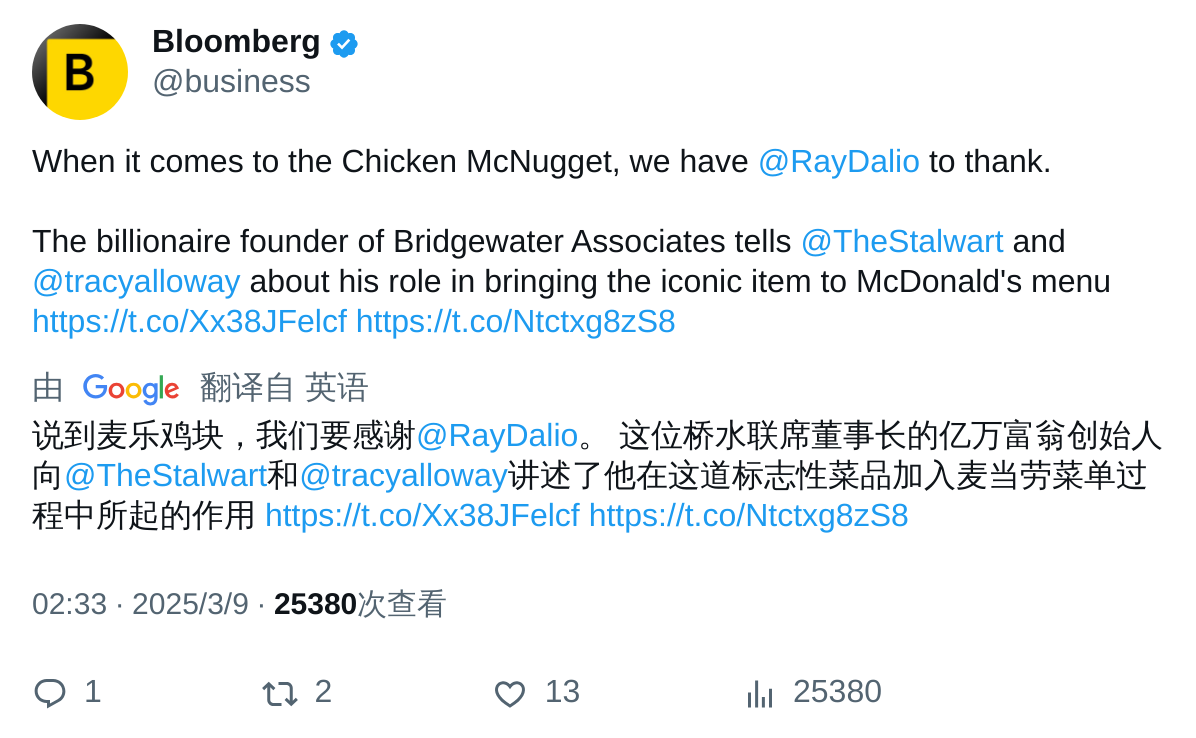 B
Bloomberg
@business
When it comes to the Chicken McNugget, we have @RayDalio to thank.
The billionaire founder of Bridgewater Associates tells @TheStalwart and
@tracyalloway about his role in bringing the iconic item to McDonald's menu
https://t.co/Xx38JFelcf https://t.co/Ntctxg8zS8
由 Google 翻译自 英语
说到麦乐鸡块，我们要感谢@RayDalio。 这位桥水联席董事长的亿万富翁创始人
向@TheStalwart和@tracyalloway讲述了他在这道标志性菜品加入麦当劳菜单过
程中所起的作用 https://t.co/Xx38JFelcf https://t.co/Ntctxg8zS8
02:33 · 2025/3/9 · 25380次查看
1 2 13 25380